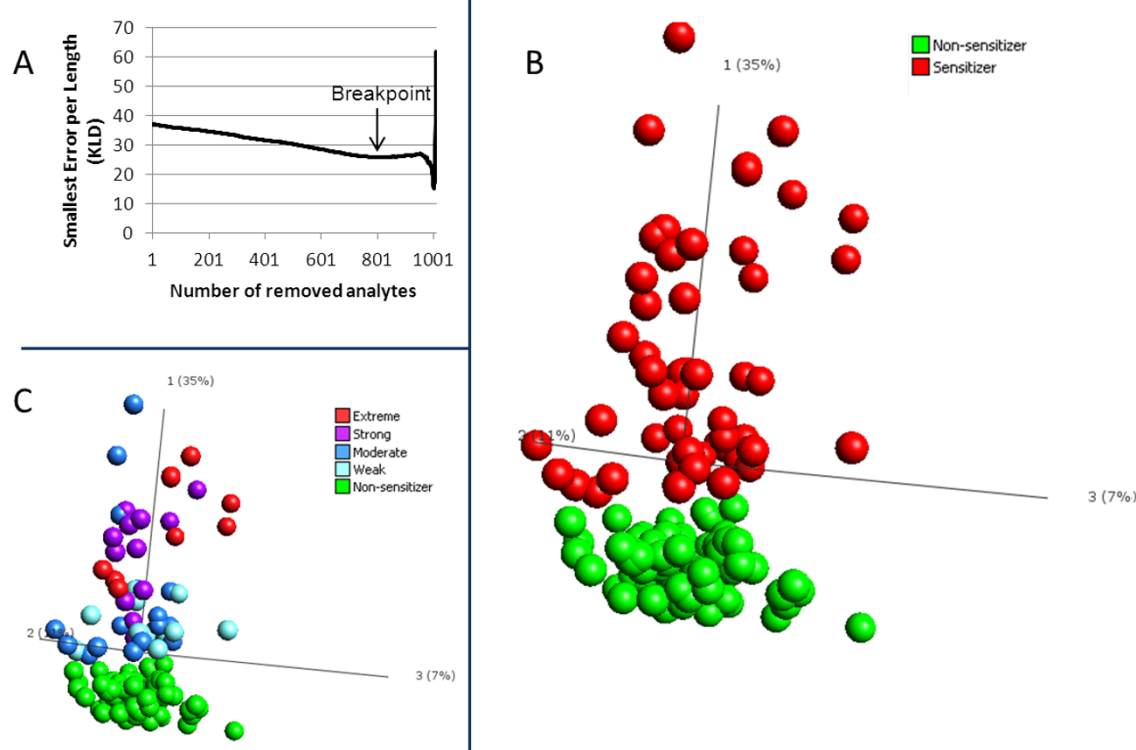 A
Smallest Error per Length
(KLD)
70
60
50
40
30
20
10
0
Breakpoint
1 201 401 601 801 1001
Number of removed analytes
B
1 (35%)
Non-sensitizer
Sensitizer
2 (11%)
3 (7%)
C
1 (35%)
Extreme
Strong
Moderate
Weak
Non-sensitizer
3 (7%)